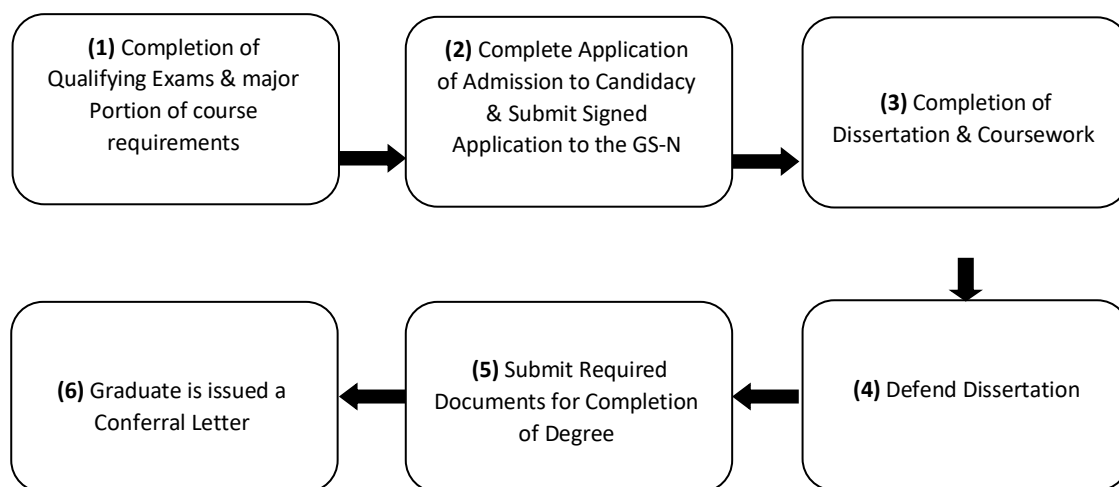 (1) Completion of
Qualifying Exams & major
Portion of course
requirements
(2) Complete Application
of Admission to Candidacy
& Submit Signed
Application to the GS-N
(3) Completion of
Dissertation & Coursework
(4) Defend Dissertation
(5) Submit Required
Documents for Completion
of Degree
(6) Graduate is issued a
Conferral Letter